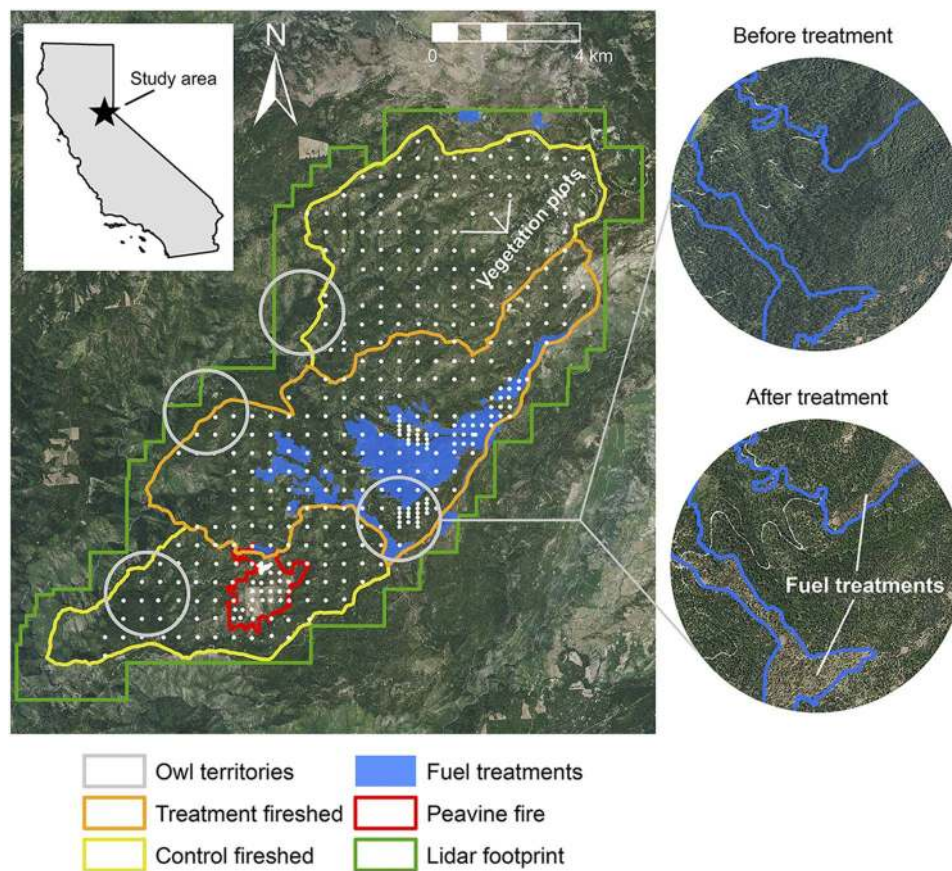 Study area
N
0
4 km
Vegetation plots
Before treatment
After treatment
Fuel treatments
Owl territories
Fuel treatments
Treatment fireshed
Peavine fire
Control fireshed
Lidar footprint